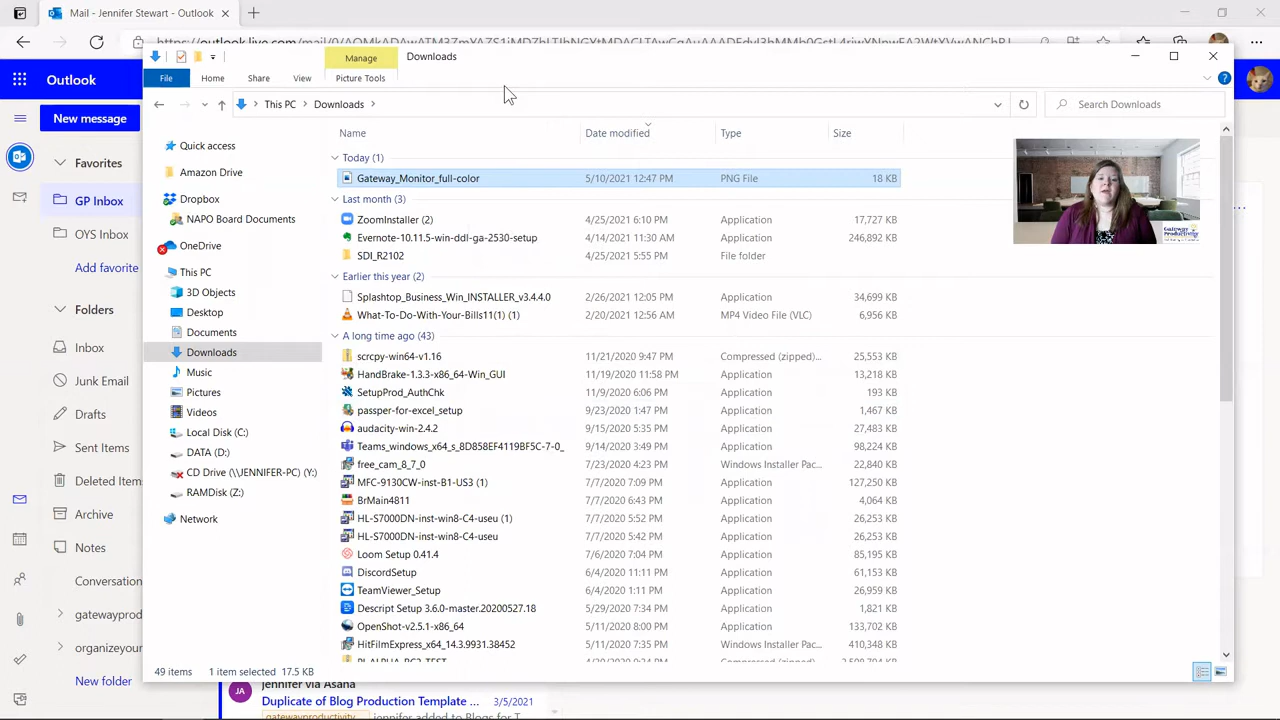 Mail - Jennifer Stewart - Outlook
Outlook
New message
Favorites
GP Inbox
OYS Inbox
Add favorite
Folders
Inbox
Junk Email
Drafts
Sent Items
Deleted Item
Archive
Notes
Conversation
gatewayprod
organizeyour
New folder
Manage
Downloads
File
Home
Share
View
Picture Tools
This PC
Downloads
Search Downloads
Quick access
Amazon Drive
Dropbox
NAPO Board Documents
OneDrive
This PC
3D Objects
Desktop
Documents
Downloads
Music
Pictures
Videos
Local Disk (C:)
DATA (D:)
CD Drive (\\JENNIFER-PC) (Y:)
RAMDisk (Z:)
Network
Name Date modified Type Size
Today (1)
Gateway_Monitor_full-color 5/10/2021 12:47 PM PNG File 18 KB
Last month (3)
ZoomInstaller (2) 4/25/2021 6:10 PM Application 17,727 KB
Evernote-10.11.5-win-ddl-ga-2530-setup 4/14/2021 11:30 AM Application 246,892 KB
SDI_R2102 4/25/2021 5:55 PM File folder
Earlier this year (2)
Splashtop_Business_Win_INSTALLER_v3.4.4.0 2/26/2021 12:05 PM Application 34,699 KB
What-To-Do-With-Your-Bills11(1) (1) 2/20/2021 12:56 AM MP4 Video File (VLC) 6,956 KB
A long time ago (43)
scrcpy-win64-v1.16 11/21/2020 9:47 PM Compressed (zipped)... 25,553 KB
HandBrake-1.3.3-x86_64-Win_GUI 11/19/2020 11:58 PM Application 13,218 KB
SetupProd_AuthChk 11/9/2020 6:06 PM Application 193 KB
passper-for-excel_setup 9/23/2020 1:47 PM Application 1,467 KB
audacity-win-2.4.2 9/15/2020 5:35 PM Application 27,483 KB
Teams_windows_x64_s_8D858EF4119BF5C-7-0_ 9/14/2020 3:49 PM Application 98,224 KB
free_cam_8_7_0 7/23/2020 4:23 PM Windows Installer Pac... 22,840 KB
MFC-9130CW-inst-B1-US3 (1) 7/7/2020 7:09 PM Application 127,250 KB
BrMain4811 7/7/2020 6:43 PM Application 4,064 KB
HL-S7000DN-inst-win8-C4-useu (1) 7/7/2020 5:52 PM Application 26,253 KB
HL-S7000DN-inst-win8-C4-useu 7/7/2020 5:42 PM Application 26,253 KB
Loom Setup 0.41.4 7/6/2020 7:04 PM Application 85,195 KB
DiscordSetup 6/4/2020 11:11 PM Application 61,153 KB
TeamViewer_Setup 6/4/2020 1:11 PM Application 26,959 KB
Descript Setup 3.6.0-master.20200527.18 5/29/2020 7:34 PM Application 1,821 KB
OpenShot-v2.5.1-x86_64 5/11/2020 8:00 PM Application 133,702 KB
HitFilmExpress_x64_14.3.9931.38452 5/11/2020 7:35 PM Application 410,348 KB
49 items 1 item selected 17.5 KB
Gateway
Productivity
JA
Jennifer via Asana
Duplicate of Blog Production Template ... 3/5/2021
gatewayproductivity jennifer added to Blogs for T